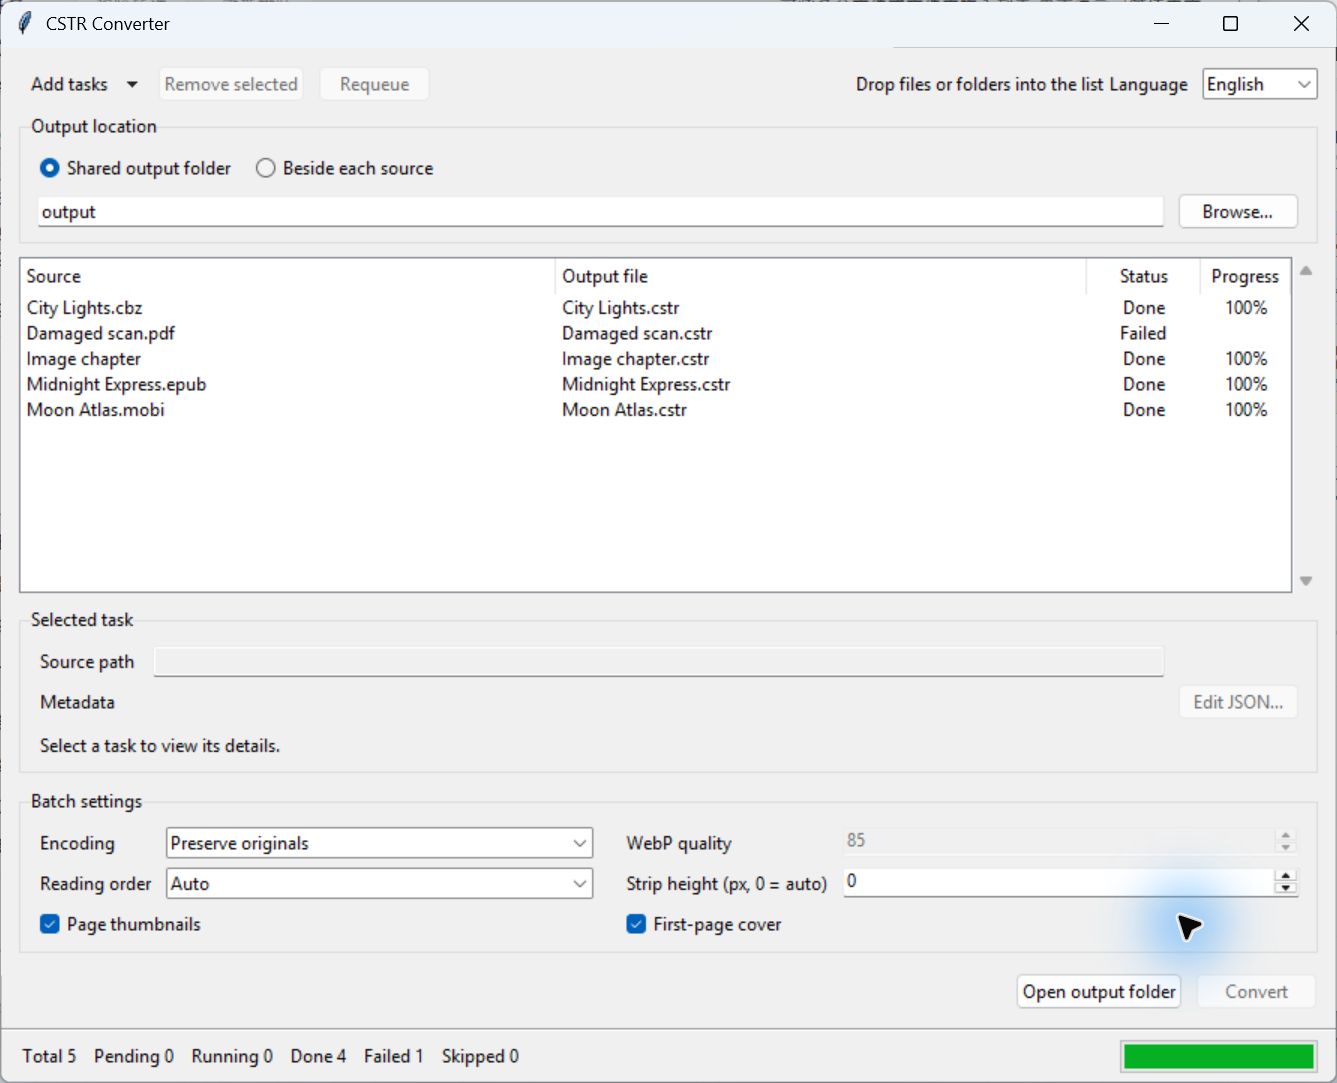 CSTR Converter
Add tasks Remove selected Requeue Drop files or folders into the list Language English
Output location
Shared output folder Beside each source
output Browse...
Source Output file Status Progress
City Lights.cbz City Lights.cstr Done 100%
Damaged scan.pdf Damaged scan.cstr Failed
Image chapter Image chapter.cstr Done 100%
Midnight Express.epub Midnight Express.cstr Done 100%
Moon Atlas.mobi Moon Atlas.cstr Done 100%
Selected task
Source path
Metadata Edit JSON...
Select a task to view its details.
Batch settings
Encoding Preserve originals WebP quality 85
Reading order Auto Strip height (px, 0 = auto) 0
Page thumbnails First-page cover
Open output folder Convert
Total 5 Pending 0 Running 0 Done 4 Failed 1 Skipped 0